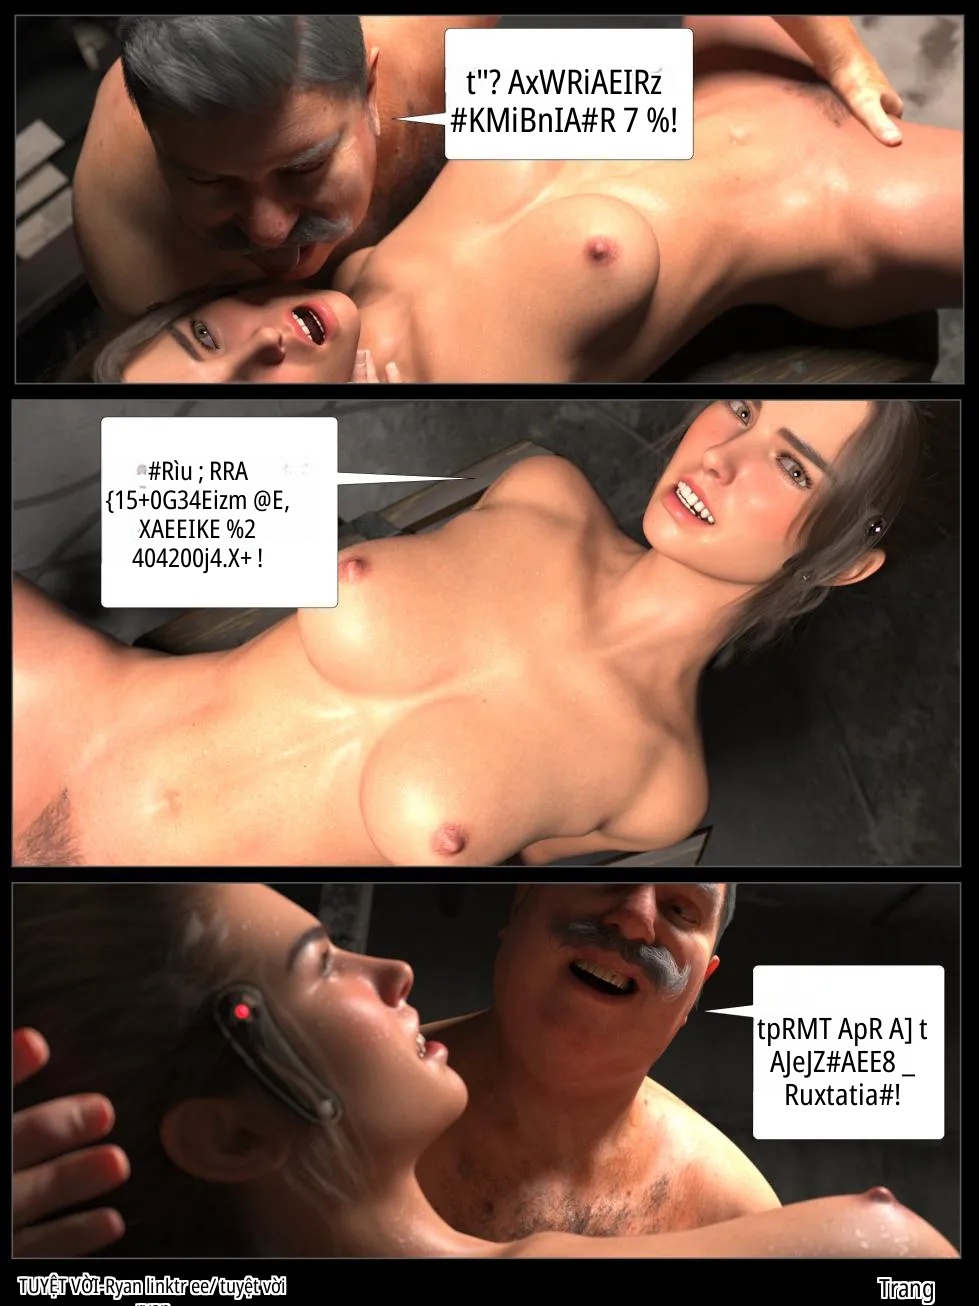 t"? AxWRiAEIRz
#KMiBnIA#R 7 %!
#Rìu ; RRA
{15+0G34Eizm @E,
XAEEIKE %2
404200j4.X+ !
tpRMT ApR A] t
AJeJZ#AEE8 _
Ruxtatia#!
TUYỆT VỜI-Ryan linktr ee/ tuyệt vời
Trang